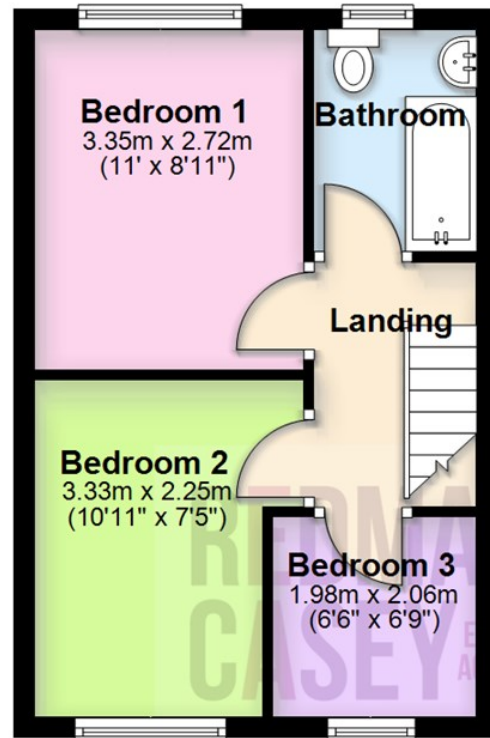 Bedroom 1
3.35m x 2.72m
(11' x 8'11")
Bathroom
Landing
Bedroom 2
3.33m x 2.25m
(10'11" x 7'5")
Bedroom 3
1.98m x 2.06m
(6'6" x 6'9")
REDMA
CASEY